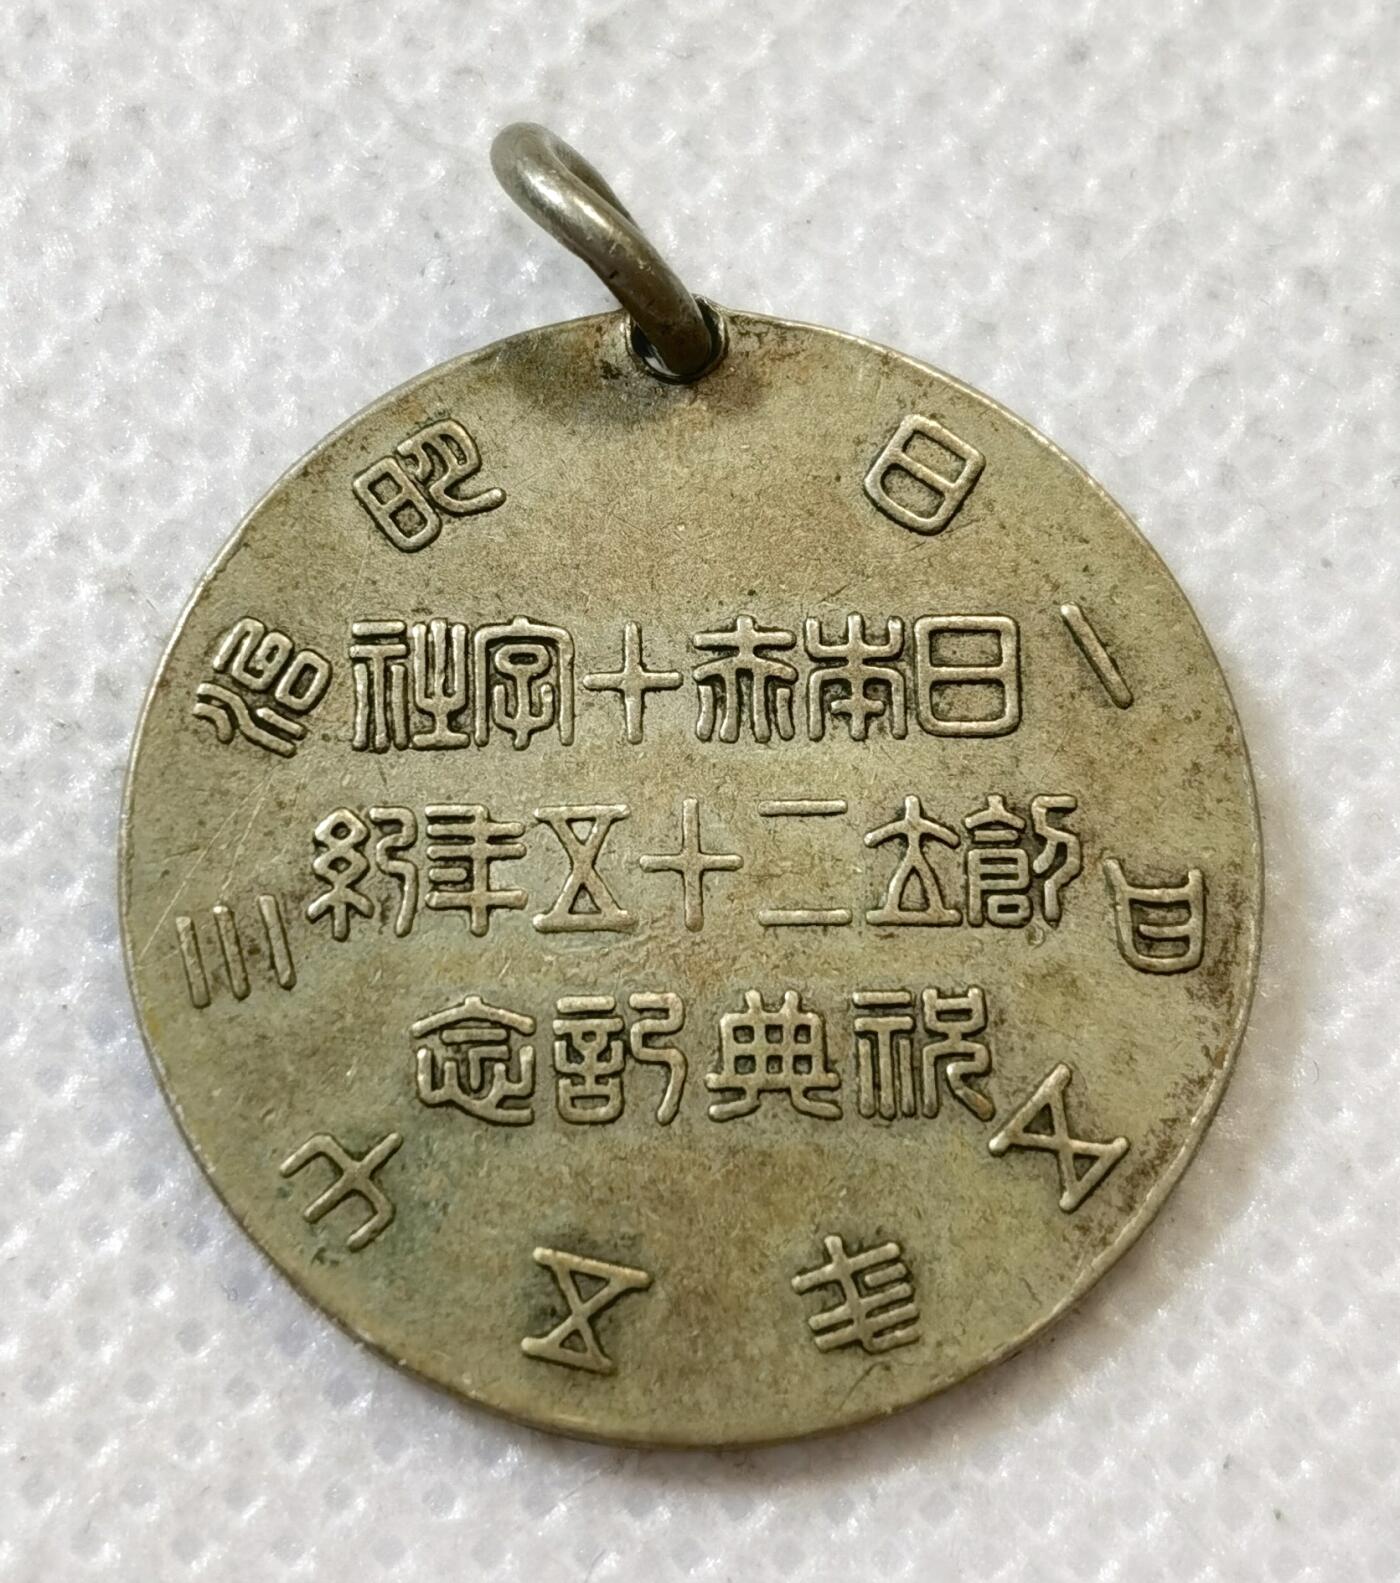 日本赤十字社
創立二十五年紀
祝典記念
明治三十五年五月一日